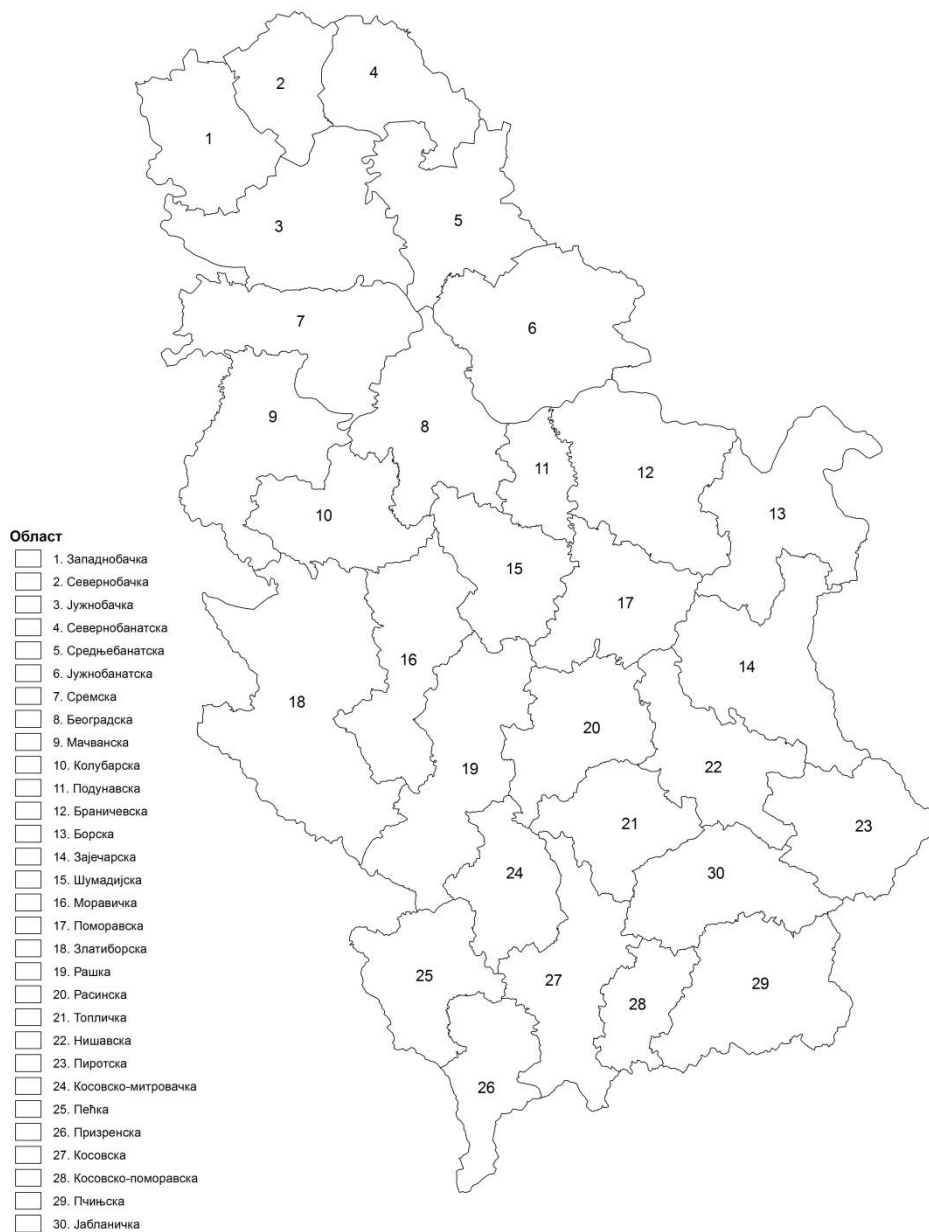 1
2
4
3
5
6
7
9
8
11
12
13
10
15
17
16
14
18
20
19
22
21
23
24
30
25
27
28
29
26
Област
1. Западнобачка
2. Севернобачка
3. Јужнобачка
4. Севернобанатска
5. Средњебанатска
6. Јужнобанатска
7. Сремска
8. Београдска
9. Мачванска
10. Колубарска
11. Подунавска
12. Браничевска
13. Борска
14. Зајечарска
15. Шумадијска
16. Моравичка
17. Поморавска
18. Златиборска
19. Рашка
20. Расинска
21. Топличка
22. Нишавска
23. Пиротска
24. Косовско-митровачка
25. Пећка
26. Призренска
27. Косовска
28. Косовско-поморавска
29. Пчињска
30. Јабланичка